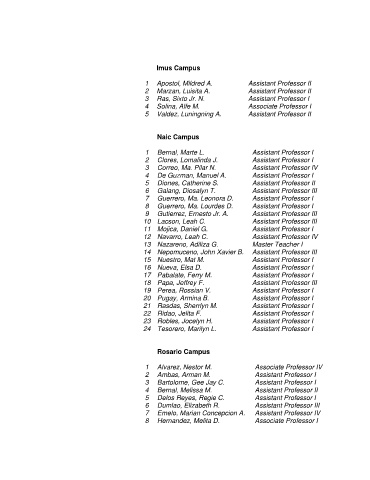 Imus Campus
1 Apostol, Mildred A. Assistant Professor II
2 Marzan, Luisita A. Assistant Professor II
3 Ras, Sixto Jr. N. Assistant Professor I
4 Solina, Alfe M. Associate Professor I
5 Valdez, Luningning A. Assistant Professor II
Naic Campus
1 Bernal, Marte L. Assistant Professor I
2 Clores, Lomalinda J. Assistant Professor I
3 Correo, Ma. Pilar N. Assistant Professor IV
4 De Guzman, Manuel A. Assistant Professor I
5 Diones, Catherine S. Assistant Professor II
6 Galang, Diosalyn T. Assistant Professor III
7 Guerrero, Ma. Leonora D. Assistant Professor I
8 Guerrero, Ma. Lourdes D. Assistant Professor I
9 Gutierrez, Ernesto Jr. A. Assistant Professor III
10 Lacson, Leah C. Assistant Professor III
11 Mojica, Daniel G. Assistant Professor I
12 Navarro, Leah C. Assistant Professor IV
13 Nazareno, Adiliza G. Master Teacher I
14 Nepomuceno, John Xavier B. Assistant Professor III
15 Nuestro, Mat M. Assistant Professor I
16 Nueva, Elsa D. Assistant Professor I
17 Pabalate, Ferry M. Assistant Professor I
18 Papa, Jeffrey F. Assistant Professor III
19 Perea, Rossian V. Assistant Professor I
20 Pugay, Armina B. Assistant Professor I
21 Rasdas, Sherrlyn M. Assistant Professor I
22 Ridao, Jelita F. Assistant Professor I
23 Robles, Jocelyn H. Assistant Professor I
24 Tesorero, Marilyn L. Assistant Professor I
Rosario Campus
1 Alvarez, Nestor M. Associate Professor IV
2 Ambas, Arman M. Assistant Professor I
3 Bartolome, Gee Jay C. Assistant Professor I
4 Bernal, Melissa M. Assistant Professor II
5 Delos Reyes, Regie C. Assistant Professor I
6 Dumlao, Elizabeth R. Assistant Professor III
7 Emelo, Marian Concepcion A. Assistant Professor IV
8 Hernandez, Melita D. Associate Professor I